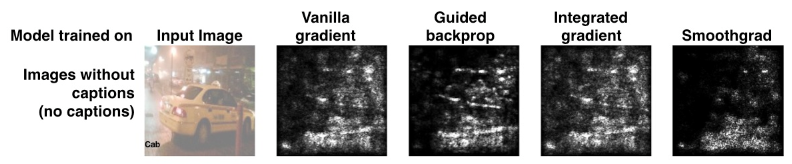 Model trained on
Input Image
Vanilla
gradient
Guided
backprop
Integrated
gradient
Smoothgrad
Images without
captions
(no captions)
Cab